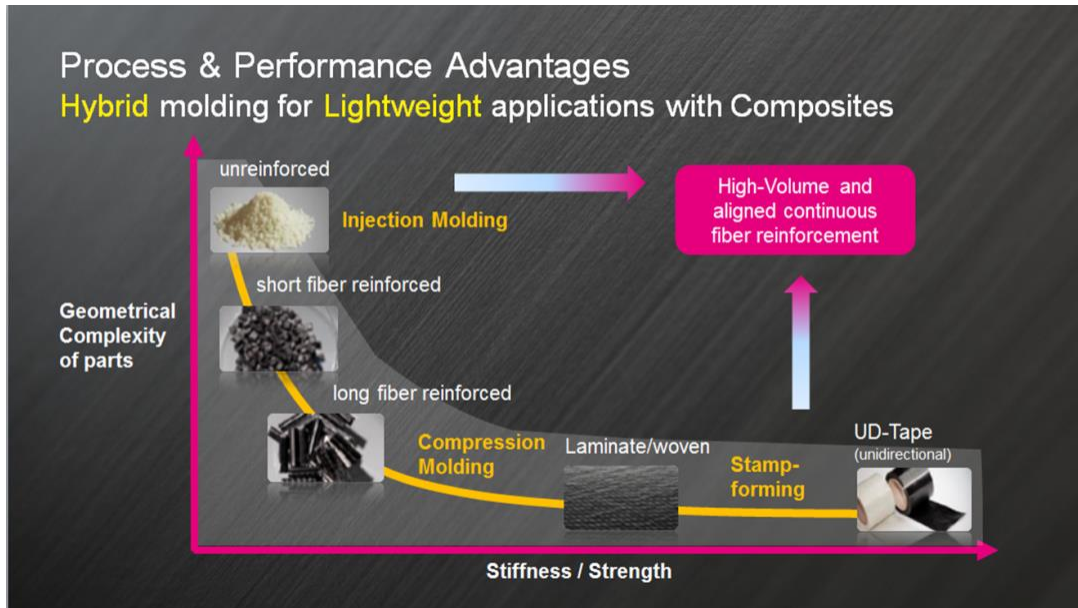 Process & Performance Advantages
Hybrid molding for Lightweight applications with Composites
unreinforced
Injection Molding
High-Volume and
aligned continuous
fiber reinforcement
short fiber reinforced
Geometrical
Complexity
of parts
long fiber reinforced
Compression
Molding
Laminate/woven
Stamp-
forming
UD-Tape
(unidirectional)
Stiffness / Strength